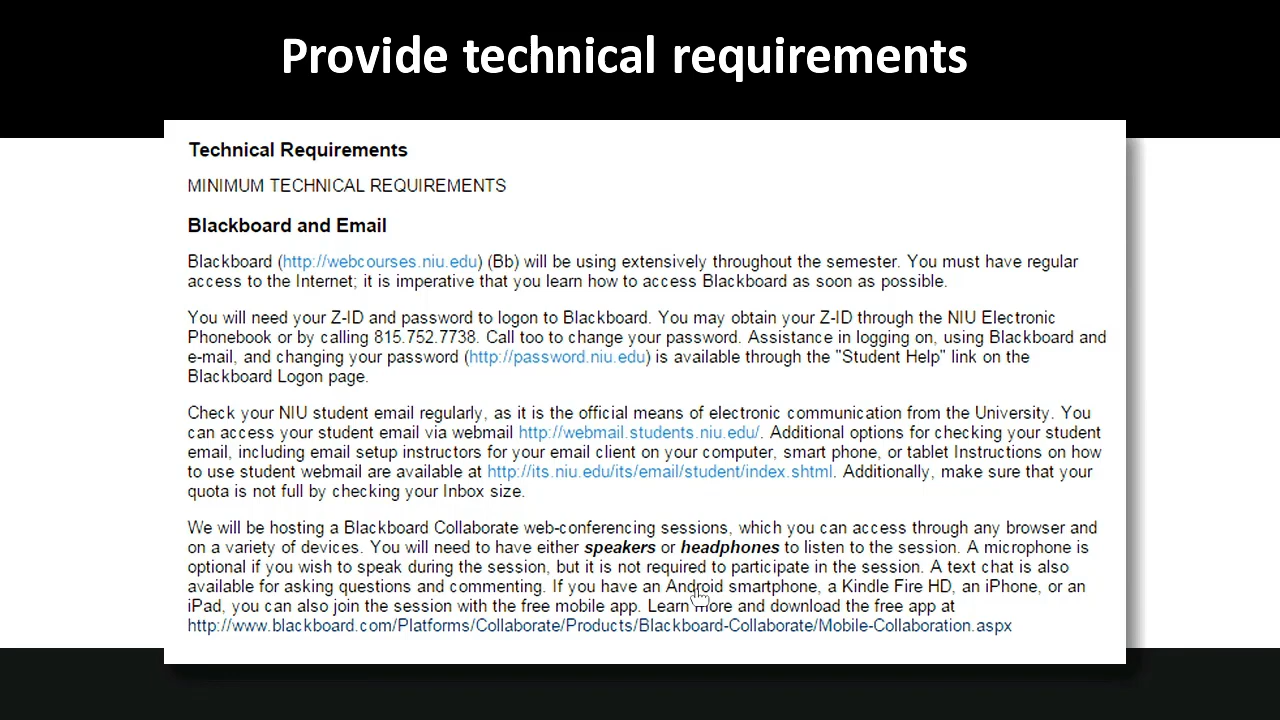 Provide technical requirements
Technical Requirements
MINIMUM TECHNICAL REQUIREMENTS
Blackboard and Email
Blackboard (http://webcourses.niu.edu) (Bb) will be using extensively throughout the semester. You must have regular
access to the Internet; it is imperative that you learn how to access Blackboard as soon as possible.
You will need your Z-ID and password to logon to Blackboard. You may obtain your Z-ID through the NIU Electronic
Phonebook or by calling 815.752.7738. Call too to change your password. Assistance in logging on, using Blackboard and
e-mail, and changing your password (http://password.niu.edu) is available through the "Student Help" link on the
Blackboard Logon page.
Check your NIU student email regularly, as it is the official means of electronic communication from the University. You
can access your student email via webmail http://webmail.students.niu.edu/. Additional options for checking your student
email, including email setup instructors for your email client on your computer, smart phone, or tablet Instructions on how
to use student webmail are available at http://its.niu.edu/its/email/student/index.shtml. Additionally, make sure that your
quota is not full by checking your Inbox size.
We will be hosting a Blackboard Collaborate web-conferencing sessions, which you can access through any browser and
on a variety of devices. You will need to have either speakers or headphones to listen to the session. A microphone is
optional if you wish to speak during the session, but it is not required to participate in the session. A text chat is also
available for asking questions and commenting. If you have an Android smartphone, a Kindle Fire HD, an iPhone, or an
iPad, you can also join the session with the free mobile app. Learn more and download the free app at
http://www.blackboard.com/Platforms/Collaborate/Products/Blackboard-Collaborate/Mobile-Collaboration.aspx